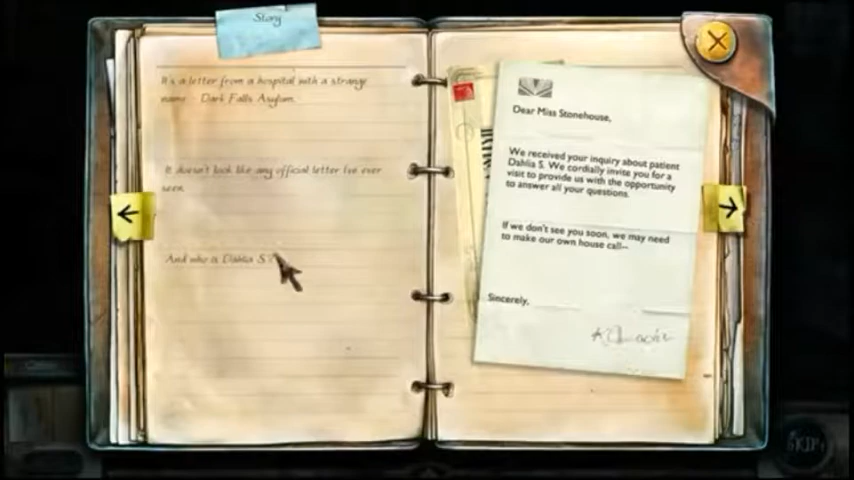 Story
It's a letter from a hospital with a strange
name - Dark Falls Asylum.
It doesn't look like any official letter I've ever
seen.
And who is Dahlia S.?
Dear Miss Stonehouse,
We received your inquiry about patient
Dahlia S. We cordially invite you for a
visit to provide us with the opportunity
to answer all your questions.
If we don't see you soon, we may need
to make our own house call--
Sincerely,
SKIP